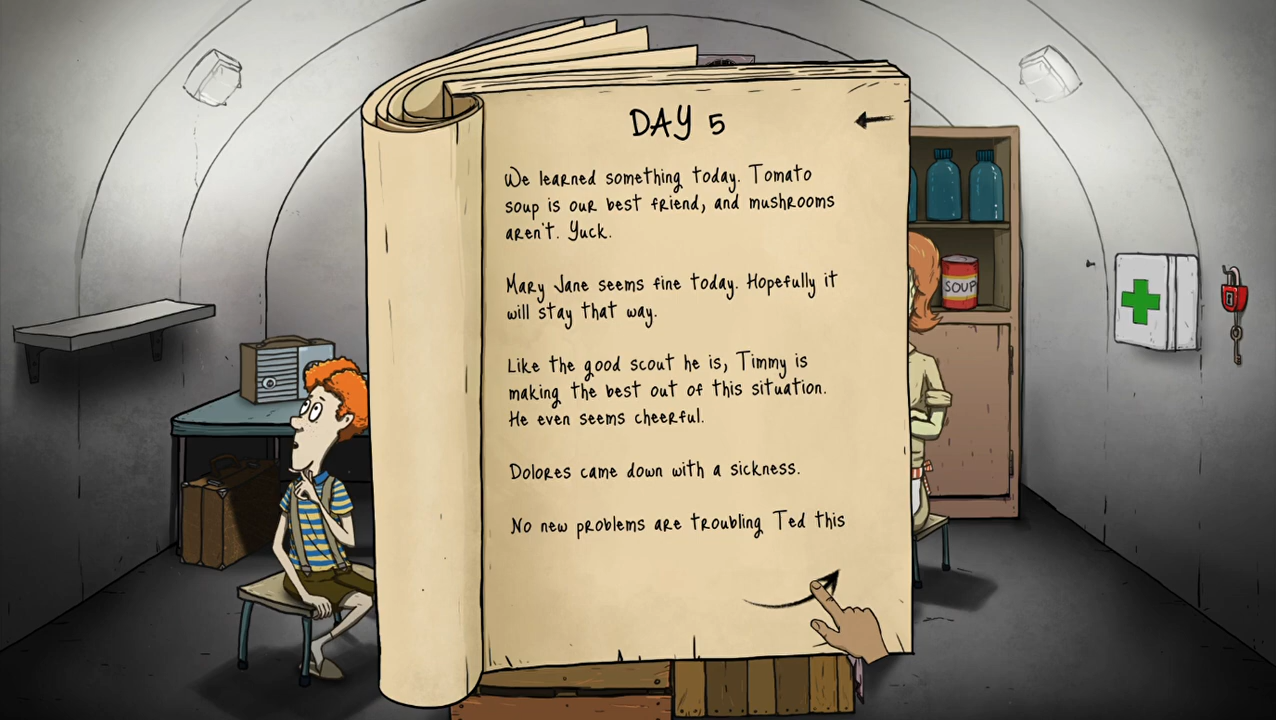 DAY 5
We learned something today. Tomato
soup is our best friend, and mushrooms
aren't. Yuck.
Mary Jane seems fine today. Hopefully it
will stay that way.
Like the good scout he is, Timmy is
making the best out of this situation.
He even seems cheerful.
Dolores came down with a sickness.
No new problems are troubling Ted this
SOUP